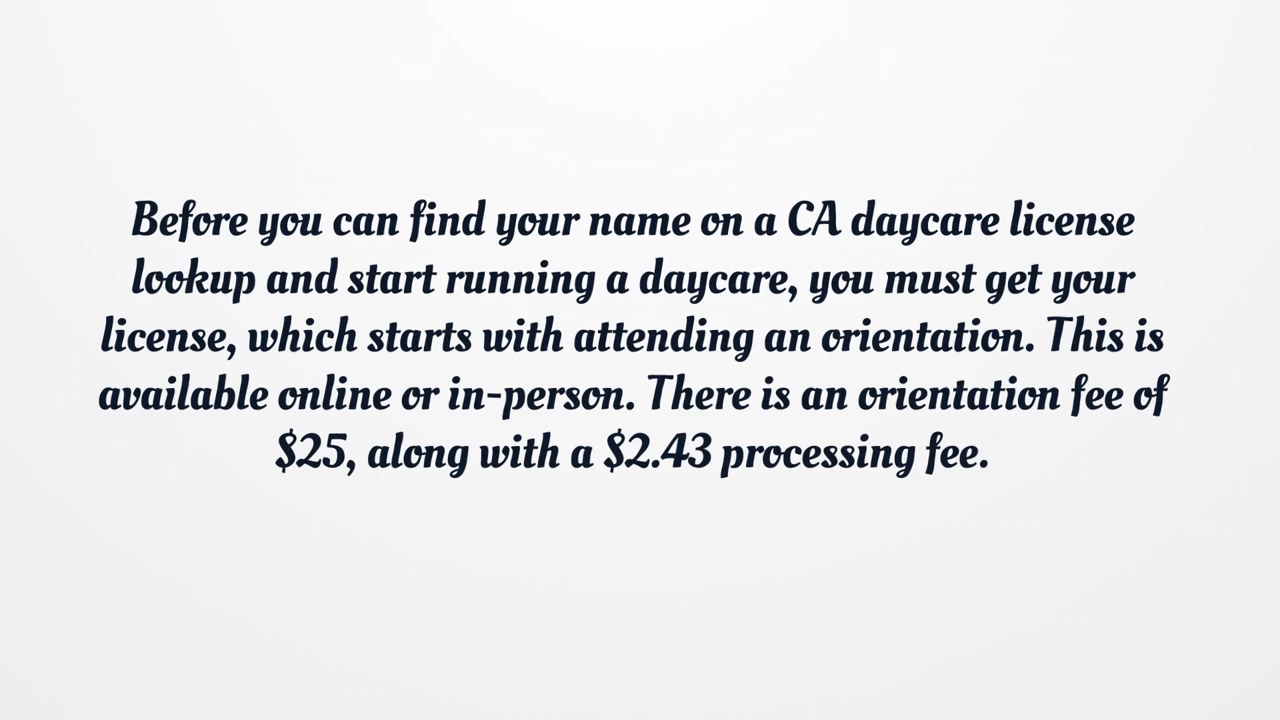 Before you can find your name on a CA daycare license
lookup and start running a daycare, you must get your
license, which starts with attending an orientation. This is
available online or in-person. There is an orientation fee of
$25, along with a $2.43 processing fee.